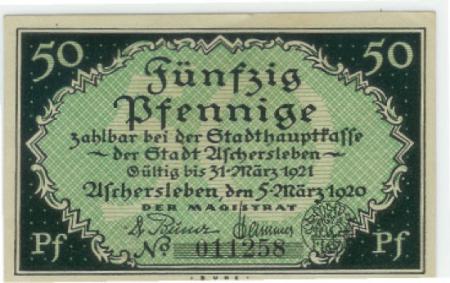 50 50
Fünfzig
Pfennige
zahlbar bei der Stadthauptkasse
der Stadt Aschersleben
Gültig bis 31·März 1921
Aschersleben, den 5·März 1920
DER MAGISTRAT
Pf Pf
№ 011258